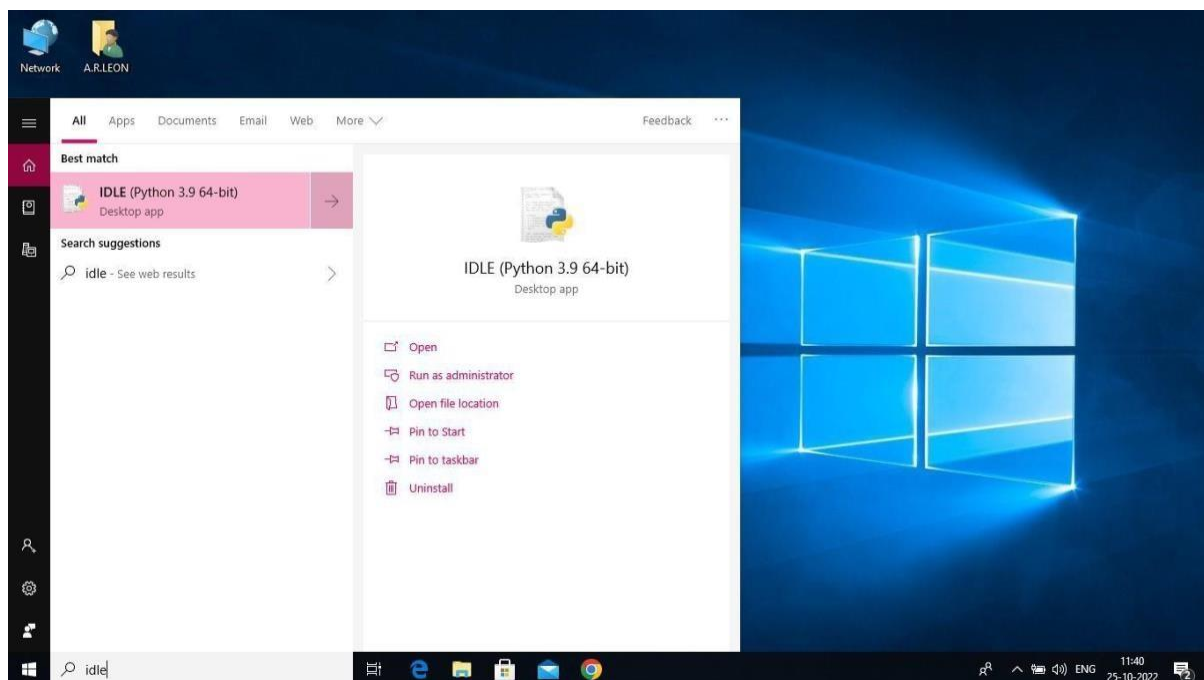 Network
A.R.LEON
All Apps Documents Email Web More Feedback ...
Best match
IDLE (Python 3.9 64-bit)
Desktop app
Search suggestions
idle - See web results
IDLE (Python 3.9 64-bit)
Desktop app
Open
Run as administrator
Open file location
Pin to Start
Pin to taskbar
Uninstall
idle
ENG
11:40
25-10-2022
2